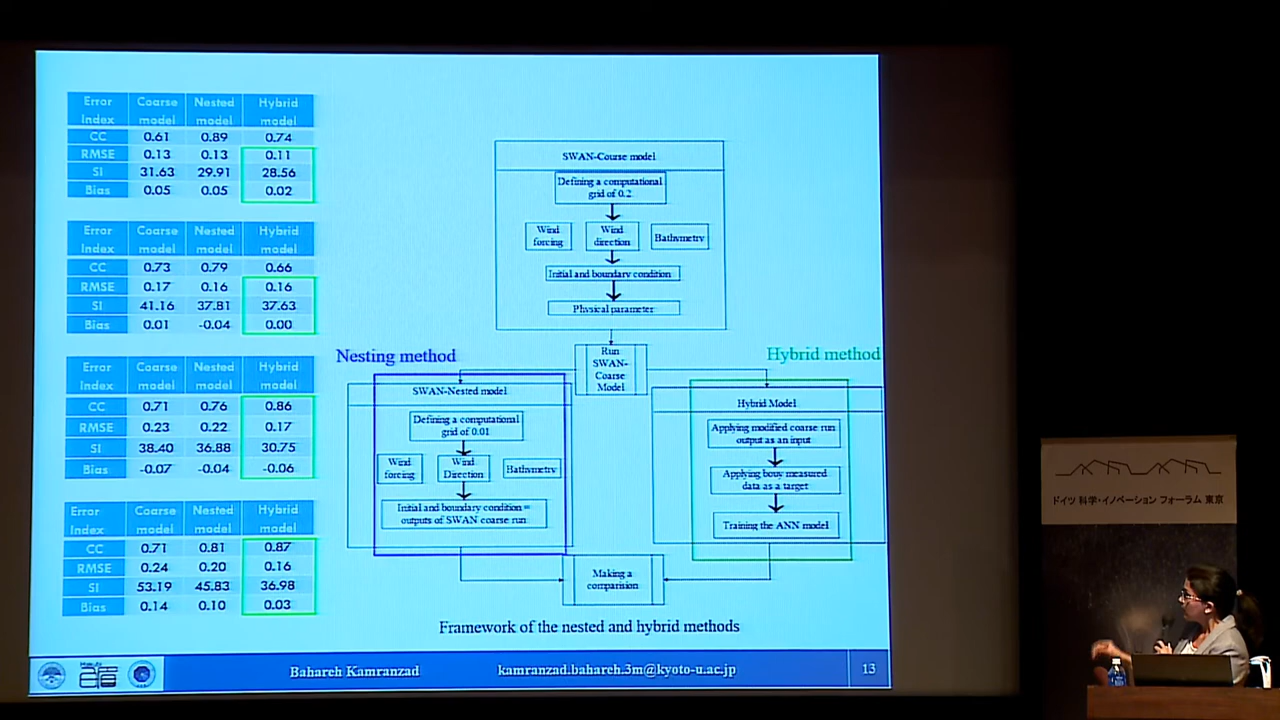 Error Coarse Nested Hybrid
Index model model model
CC 0.61 0.89 0.74
RMSE 0.13 0.13 0.11
SI 31.63 29.91 28.56
Bias 0.05 0.05 0.02
Error Coarse Nested Hybrid
Index model model model
CC 0.73 0.79 0.66
RMSE 0.17 0.16 0.16
SI 41.16 37.81 37.63
Bias 0.01 -0.04 0.00
Error Coarse Nested Hybrid
Index model model model
CC 0.71 0.76 0.86
RMSE 0.23 0.22 0.17
SI 38.40 36.88 30.75
Bias -0.07 -0.04 -0.06
Error Coarse Nested Hybrid
Index model model model
CC 0.71 0.81 0.87
RMSE 0.24 0.20 0.16
SI 53.19 45.83 36.98
Bias 0.14 0.10 0.03
SWAN-Course model
Defining a computational
grid of 0.2
Wind
forcing
Wind
direction
Bathymetry
Initial and boundary condition
Physical parameter
Run
SWAN-
Coarse
Model
Nesting method
SWAN-Nested model
Defining a computational
grid of 0.01
Wind
forcing
Wind
Direction
Bathymetry
Initial and boundary condition =
outputs of SWAN coarse run
Hybrid method
Hybrid Model
Applying modified coarse run
output as an input
Applying bouy measured
data as a target
Training the ANN model
Making a
comparision
Framework of the nested and hybrid methods
Bahareh Kamranzad kamranzad.bahareh.3m@kyoto-u.ac.jp 13
ドイツ 科学・イノベーション フォーラム 東京